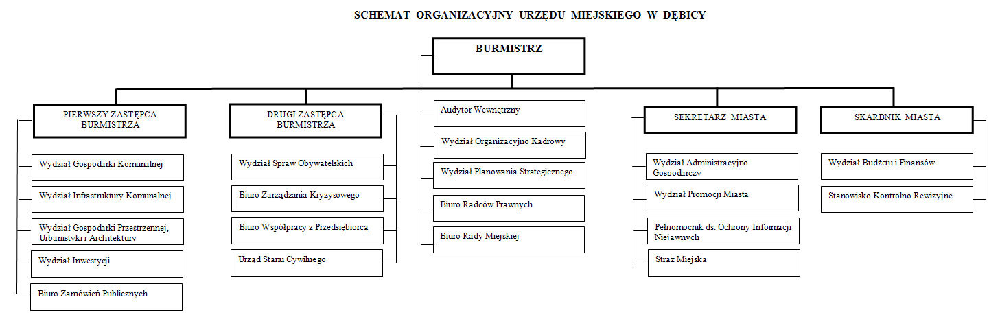 SCHEMAT ORGANIZACYJNY URZĘDU MIEJSKIEGO W DĘBICY
BURMISTRZ
PIERWSZY ZASTĘPCA
BURMISTRZA
Wydział Gospodarki Komunalnej
Wydział Infrastruktury Komunalnej
Wydział Gospodarki Przestrzennej,
Urbanistyki i Architektury
Wydział Inwestycji
Biuro Zamówień Publicznych
DRUGI ZASTĘPCA
BURMISTRZA
Wydział Spraw Obywatelskich
Biuro Zarządzania Kryzysowego
Biuro Współpracy z Przedsiębiorcą
Urząd Stanu Cywilnego
Audytor Wewnętrzny
Wydział Organizacyjno Kadrowy
Wydział Planowania Strategicznego
Biuro Radców Prawnych
Biuro Rady Miejskiej
SEKRETARZ MIASTA
Wydział Administracyjno
Gospodarczy
Wydział Promocji Miasta
Pełnomocnik ds. Ochrony Informacji
Niejawnych
Straż Miejska
SKARBNIK MIASTA
Wydział Budżetu i Finansów
Stanowisko Kontrolno Rewizyjne